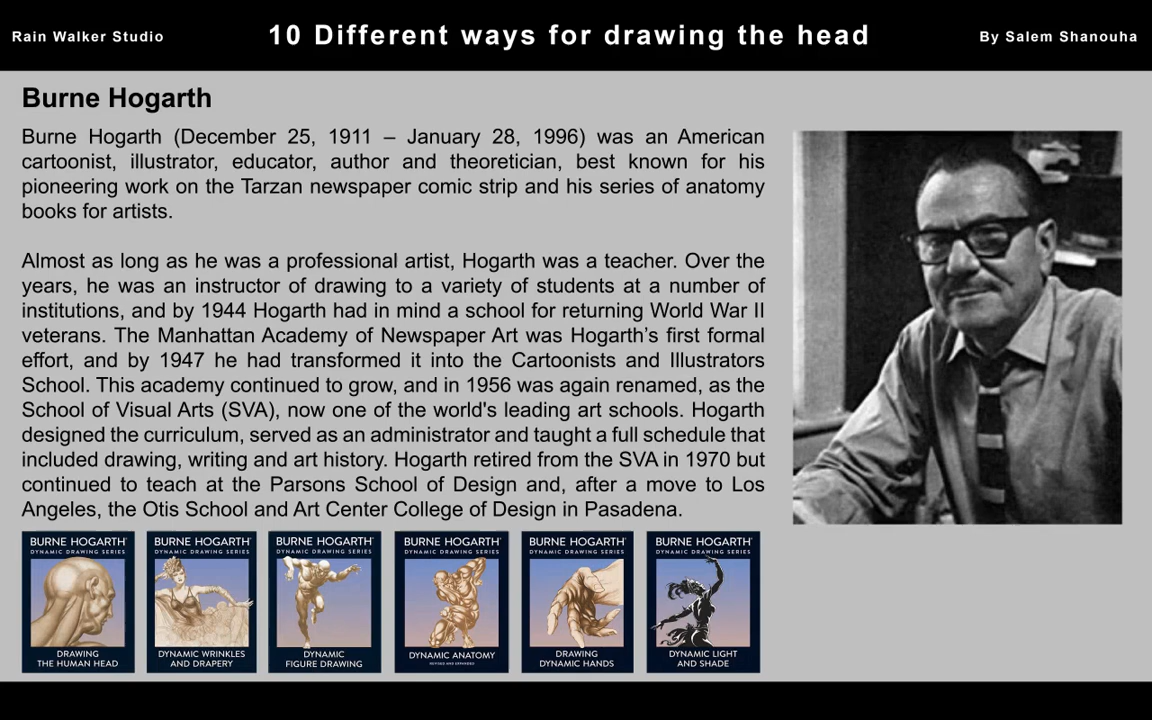 Rain Walker Studio
10 Different ways for drawing the head
By Salem Shanouha
Burne Hogarth
Burne Hogarth (December 25, 1911 – January 28, 1996) was an American
cartoonist, illustrator, educator, author and theoretician, best known for his
pioneering work on the Tarzan newspaper comic strip and his series of anatomy
books for artists.
Almost as long as he was a professional artist, Hogarth was a teacher. Over the
years, he was an instructor of drawing to a variety of students at a number of
institutions, and by 1944 Hogarth had in mind a school for returning World War II
veterans. The Manhattan Academy of Newspaper Art was Hogarth’s first formal
effort, and by 1947 he had transformed it into the Cartoonists and Illustrators
School. This academy continued to grow, and in 1956 was again renamed, as the
School of Visual Arts (SVA), now one of the world's leading art schools. Hogarth
designed the curriculum, served as an administrator and taught a full schedule that
included drawing, writing and art history. Hogarth retired from the SVA in 1970 but
continued to teach at the Parsons School of Design and, after a move to Los
Angeles, the Otis School and Art Center College of Design in Pasadena.
BURNE HOGARTH
DYNAMIC DRAWING SERIES
DRAWING
THE HUMAN HEAD
BURNE HOGARTH
DYNAMIC DRAWING SERIES
DYNAMIC WRINKLES
AND DRAPERY
BURNE HOGARTH
DYNAMIC DRAWING SERIES
DYNAMIC
FIGURE DRAWING
BURNE HOGARTH
DYNAMIC DRAWING SERIES
DYNAMIC ANATOMY
REVISED AND EXPANDED
BURNE HOGARTH
DYNAMIC DRAWING SERIES
DRAWING
DYNAMIC HANDS
BURNE HOGARTH
DYNAMIC DRAWING SERIES
DYNAMIC LIGHT
AND SHADE